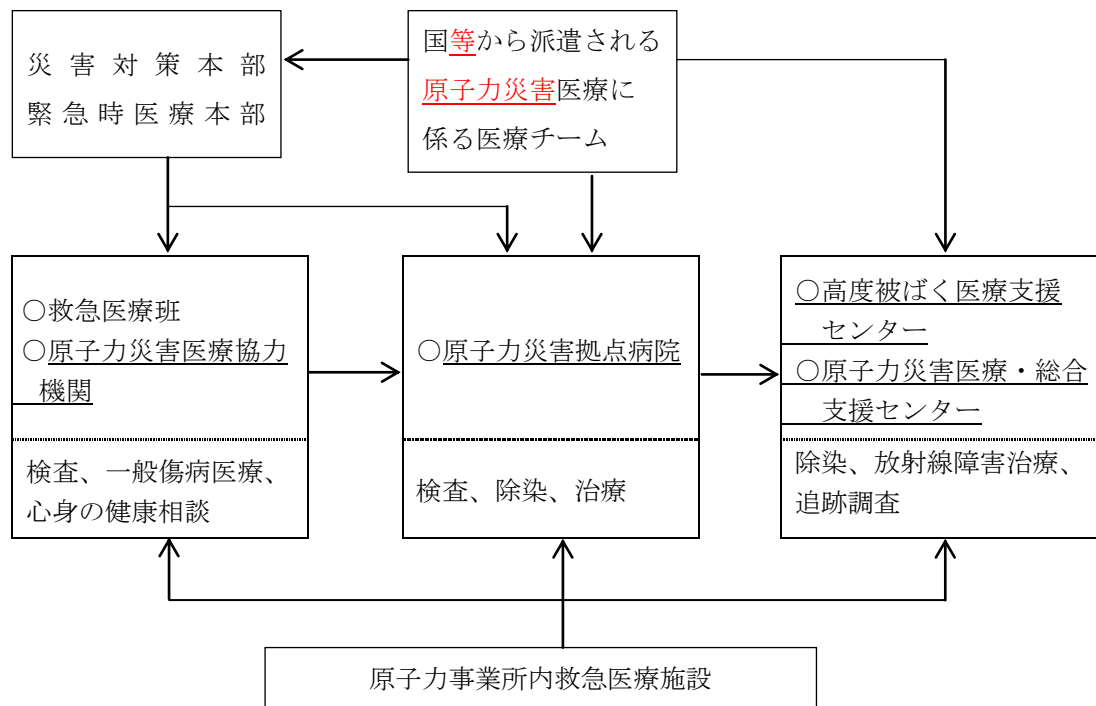 災害対策本部
緊急時医療本部
国等から派遣される
原子力災害医療に
係る医療チーム
○救急医療班
○原子力災害医療協力
機関
検査、一般傷病医療、
心身の健康相談
○原子力災害拠点病院
検査、除染、治療
○高度被ばく医療支援
センター
○原子力災害医療・総合
支援センター
除染、放射線障害治療、
追跡調査
原子力事業所内救急医療施設